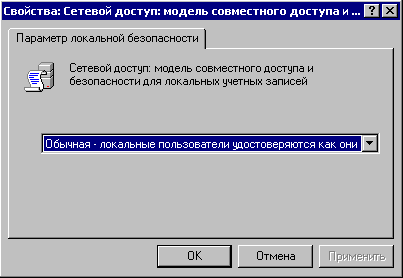 Свойства: Сетевой доступ: модель совместного доступа и ...
Параметр локальной безопасности
Сетевой доступ: модель совместного доступа и
безопасности для локальных учетных записей
Обычная - локальные пользователи удостоверяются как они
OK
Отмена
Применить